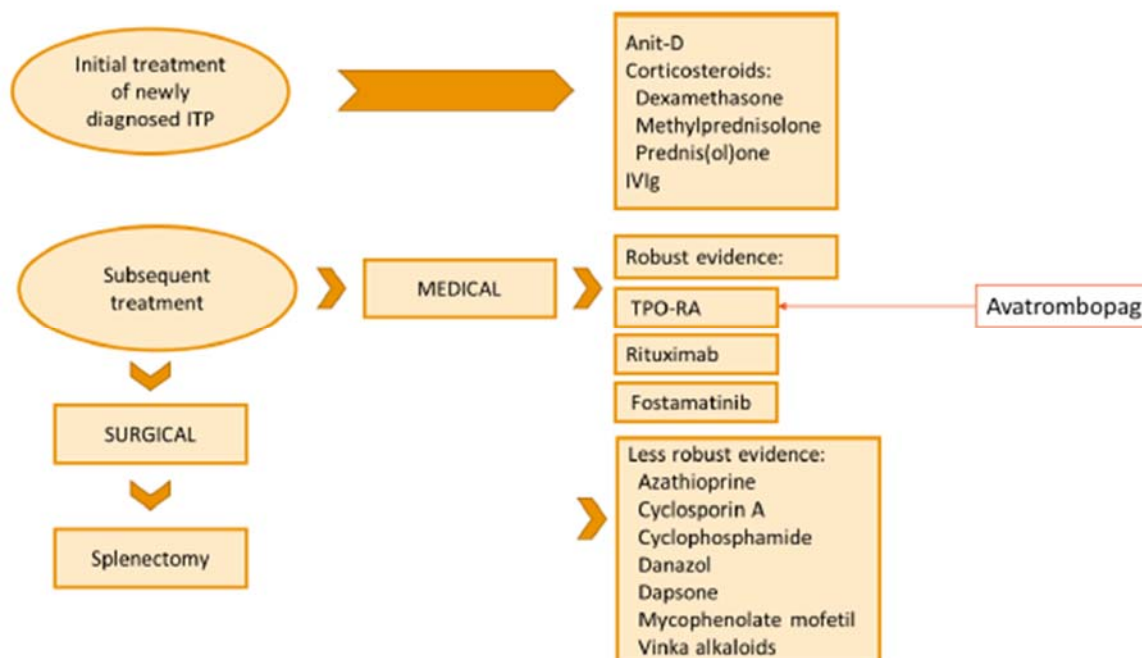 Initial treatment
of newly
diagnosed ITP
Anit-D
Corticosteroids:
Dexamethasone
Methylprednisolone
Prednis(ol)one
IVIg
Subsequent
treatment
MEDICAL
Robust evidence:
TPO-RA
Avatrombopag
Rituximab
Fostamatinib
SURGICAL
Splenectomy
Less robust evidence:
Azathioprine
Cyclosporin A
Cyclophosphamide
Danazol
Dapsone
Mycophenolate mofetil
Vinka alkaloids